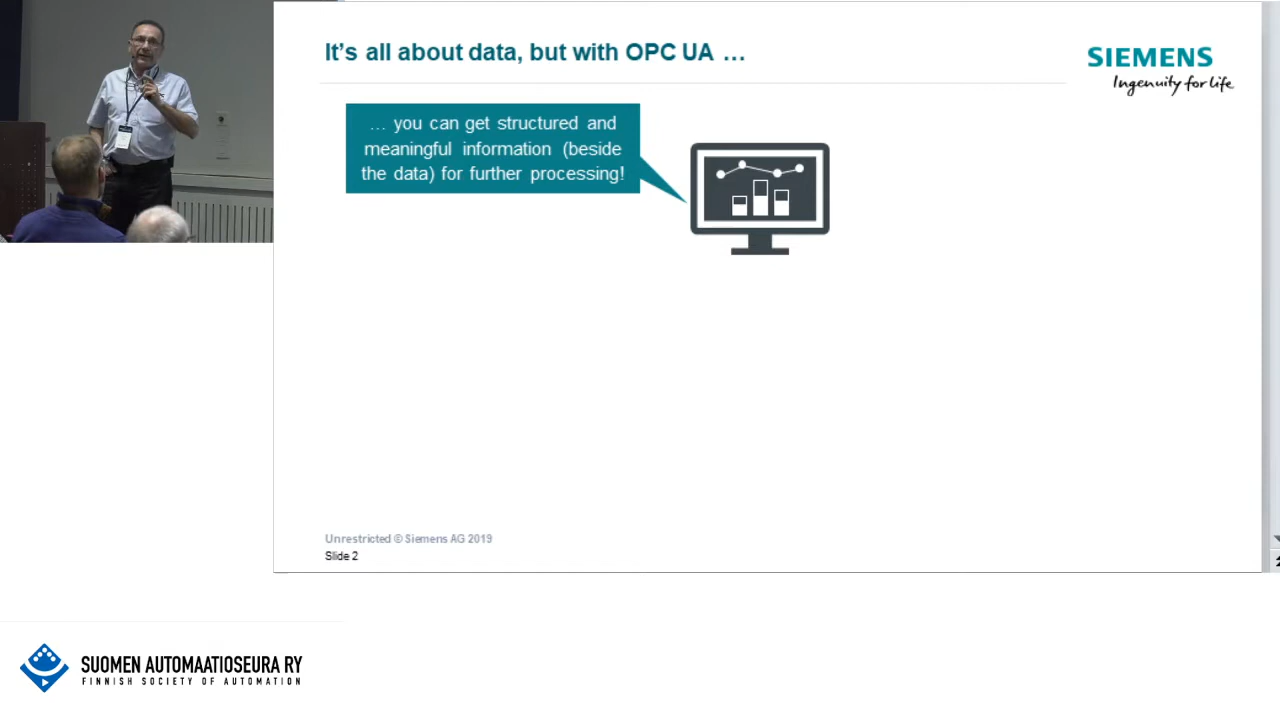 It's all about data, but with OPC UA …
SIEMENS
Ingenuity for life
… you can get structured and
meaningful information (beside
the data) for further processing!
Unrestricted © Siemens AG 2019
Slide 2
SUOMEN AUTOMAATIOSEURA RY
FINNISH SOCIETY OF AUTOMATION